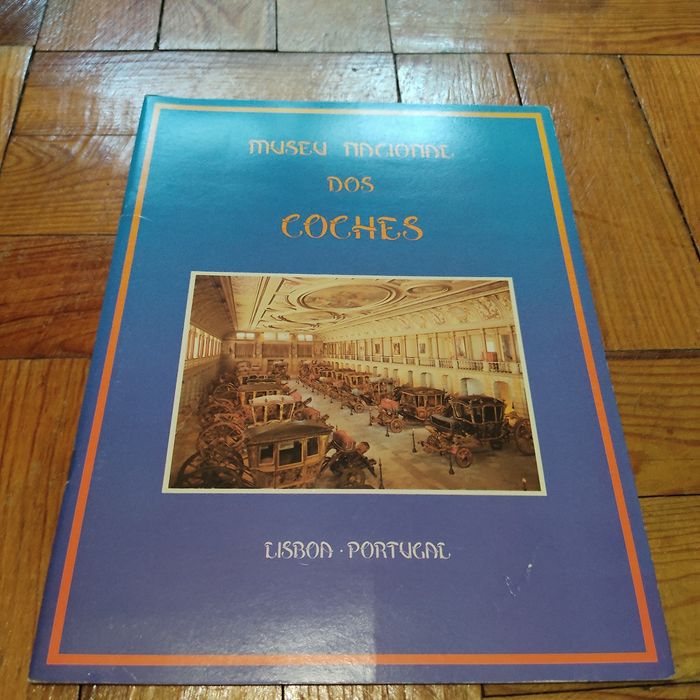 MUSEU NACIONAL
DOS
COCHES
LISBOA · PORTUGAL